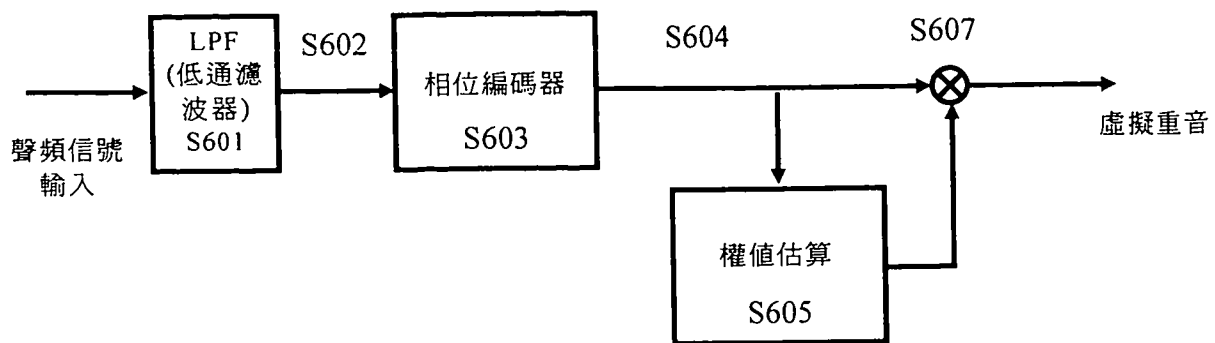 LPF
(低通濾
波器)
S601
S602
相位編碼器
S603
S604
S607
聲頻信號
輸入
虛擬重音
權值估算
S605